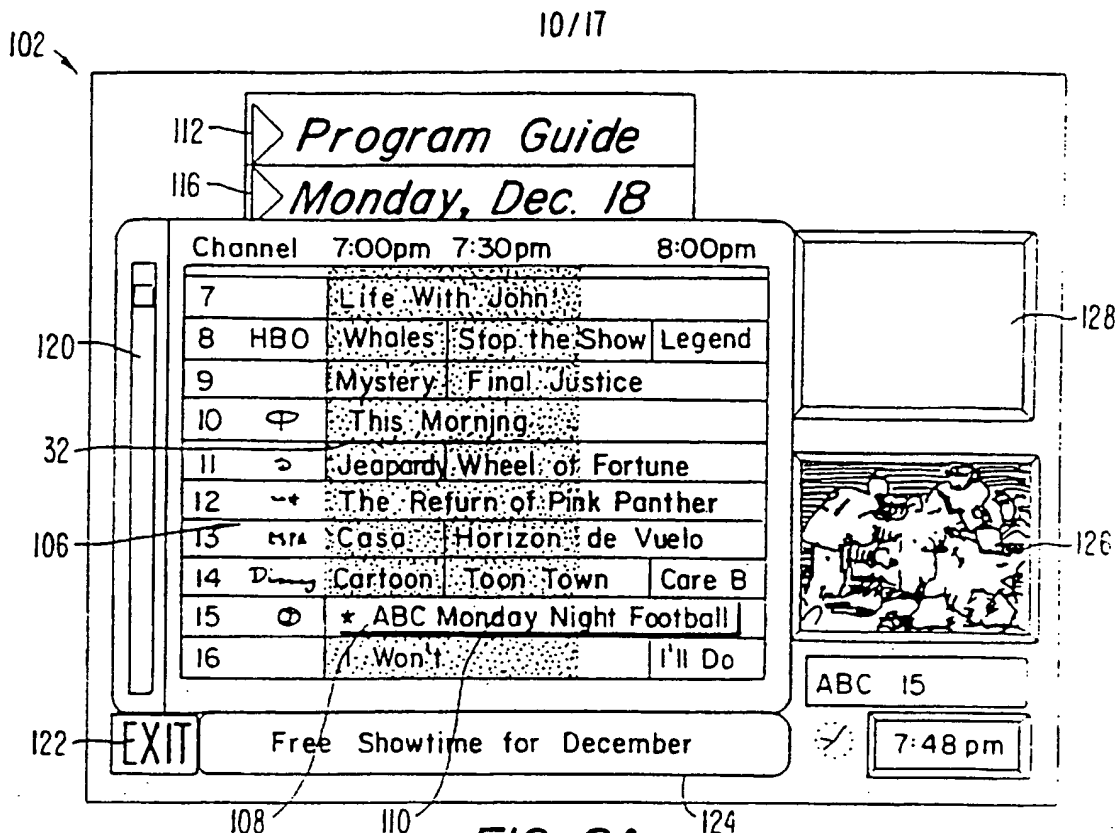 10/17
102
112
Program Guide
116
Monday, Dec. 18
Channel 7:00pm 7:30pm 8:00pm
7 Life With John
8 HBO Whales Stop the Show Legend
128
120
9 Mystery Final Justice
10 This Morning
32
11 Jeapardy Wheel of Fortune
12 The Return of Pink Panther
106
13 Casa Horizon de Vuelo
126
14 Disney Cartoon Toon Town Care B
15 * ABC Monday Night Football
16 I Won't I'll Do
ABC 15
122
EXIT Free Showtime for December
7:48 pm
108 110 124